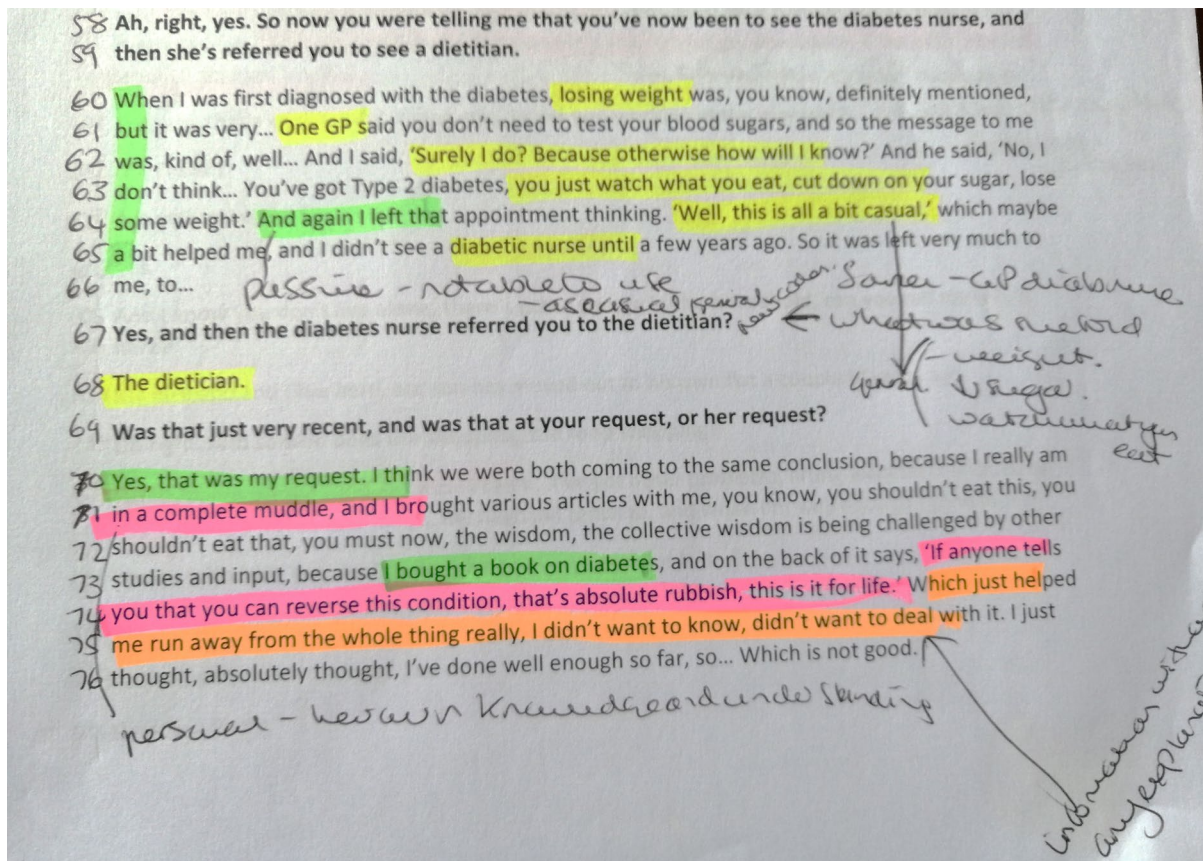 58 Ah, right, yes. So now you were telling me that you've now been to see the diabetes nurse, and
59 then she's referred you to see a dietitian.
60 When I was first diagnosed with the diabetes, losing weight was, you know, definitely mentioned,
61 but it was very... One GP said you don't need to test your blood sugars, and so the message to me
62 was, kind of, well... And I said, 'Surely I do? Because otherwise how will I know?' And he said, 'No, I
63 don't think... You've got Type 2 diabetes, you just watch what you eat, cut down on your sugar, lose
64 some weight.' And again I left that appointment thinking. 'Well, this is all a bit casual,' which maybe
65 a bit helped me, and I didn't see a diabetic nurse until a few years ago. So it was left very much to
66 me, to...
passive - not able to use
- as casual
GP
67 Yes, and then the diabetes nurse referred you to the dietitian?
what was
- weight.
68 The dietician.
sugar.
69 Was that just very recent, and was that at your request, or her request?
eat
70 Yes, that was my request. I think we were both coming to the same conclusion, because I really am
71 in a complete muddle, and I brought various articles with me, you know, you shouldn't eat this, you
72 shouldn't eat that, you must now, the wisdom, the collective wisdom is being challenged by other
73 studies and input, because I bought a book on diabetes, and on the back of it says, 'If anyone tells
74 you that you can reverse this condition, that's absolute rubbish, this is it for life.' Which just helped
75 me run away from the whole thing really, I didn't want to know, didn't want to deal with it. I just
76 thought, absolutely thought, I've done well enough so far, so... Which is not good.
personal - her own knowledge and understanding
information with
any